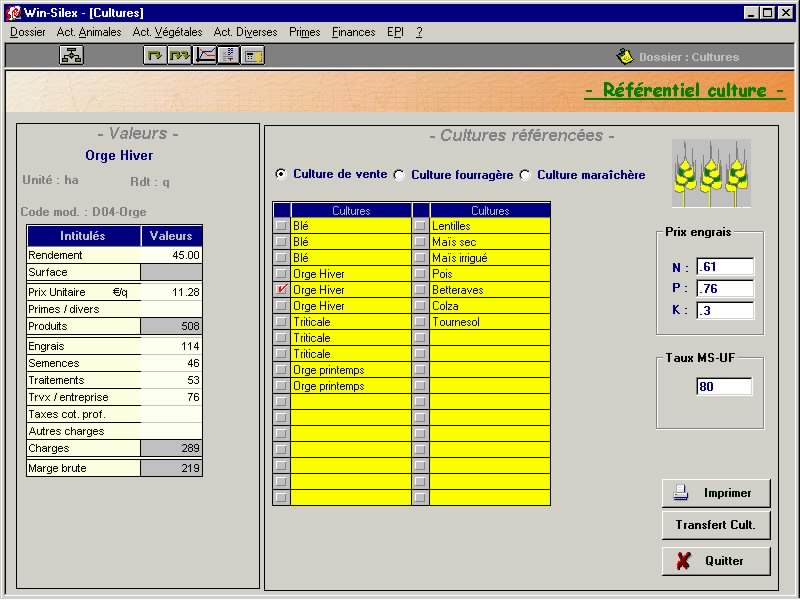 Win-Silex - [Cultures]
Dossier Act. Animales Act. Végétales Act. Diverses Primes Finances EPI ?
Dossier : Cultures
- Référentiel culture -
- Valeurs -
Orge Hiver
Unité : ha Rdt : q
Code mod. : D04-Orge
Intitulés Valeurs
Rendement 45.00
Surface
Prix Unitaire €/q 11.28
Primes / divers
Produits 508
Engrais 114
Semences 46
Traitements 53
Trvx / entreprise 76
Taxes cot. prof.
Autres charges
Charges 289
Marge brute 219
- Cultures référencées -
Culture de vente Culture fourragère Culture maraîchère
Cultures Cultures
Blé Lentilles
Blé Maïs sec
Blé Maïs irrigué
Orge Hiver Pois
Orge Hiver Betteraves
Orge Hiver Colza
Triticale Tournesol
Triticale
Triticale
Orge printemps
Orge printemps
Prix engrais
N : .61
P : .76
K : .3
Taux MS-UF
80
Imprimer
Transfert Cult.
Quitter